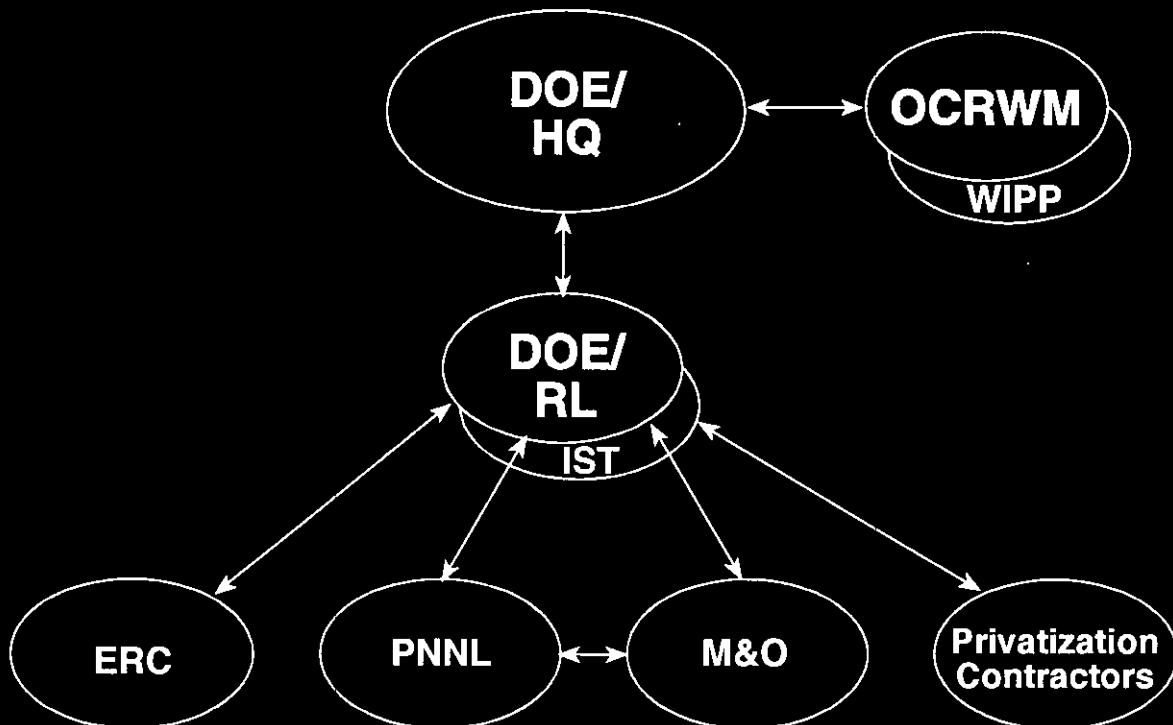 DOE/
HQ
OCRWM
WIPP
DOE/
RL
IST
ERC
PNNL
M&O
Privatization
Contractors